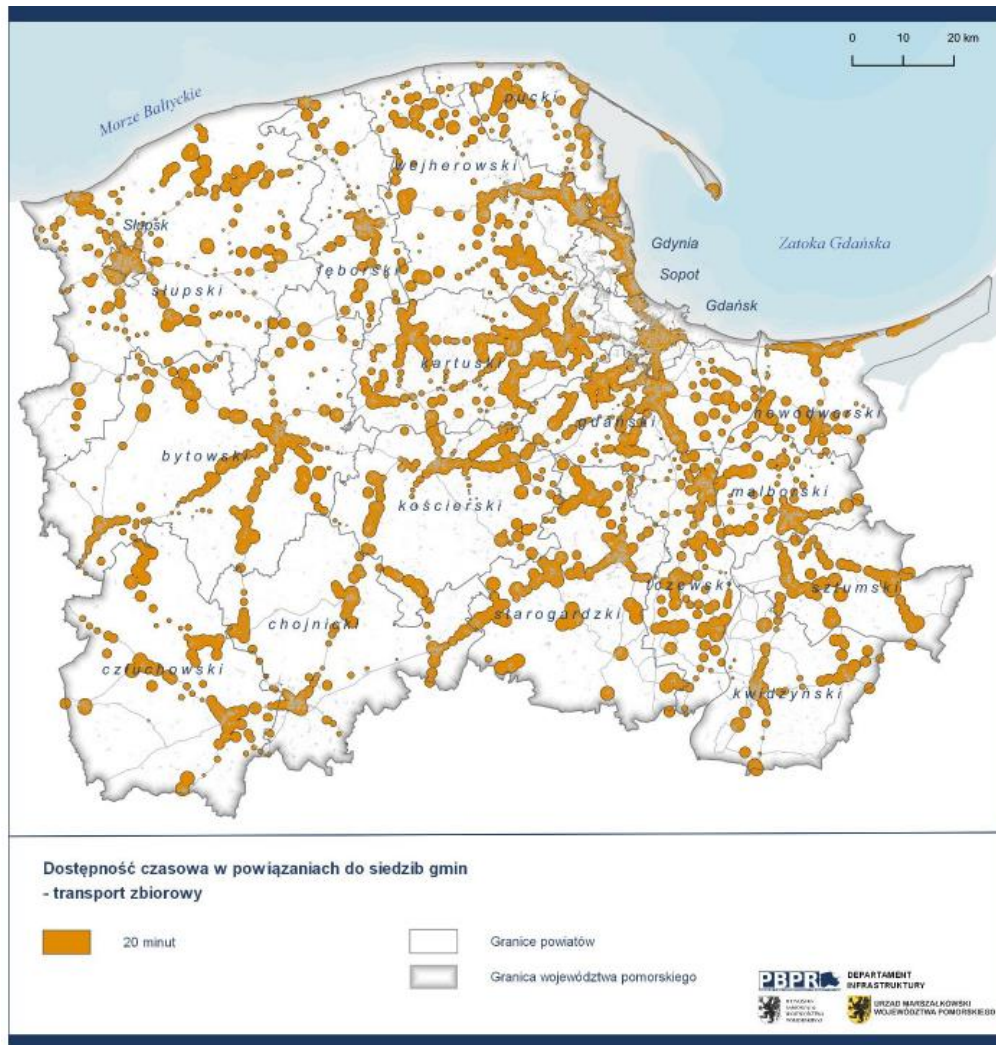 0 10 20 km
Morze Bałtyckie
pucki
wejherowski
Słupsk
Gdynia
Zatoka Gdańska
lęborski
Sopot
słupski
Gdańsk
kartuski
nowodworski
gdański
bytowski
malborski
kościerski
tczewski
sztumski
starogardzki
chojnicki
człuchowski
kwidzyński
Dostępność czasowa w powiązaniach do siedzib gmin
- transport zbiorowy
20 minut
Granice powiatów
Granica województwa pomorskiego
PBPR
DEPARTAMENT
INFRASTRUKTURY
URZĄD MARSZAŁKOWSKI
WOJEWÓDZTWA POMORSKIEGO